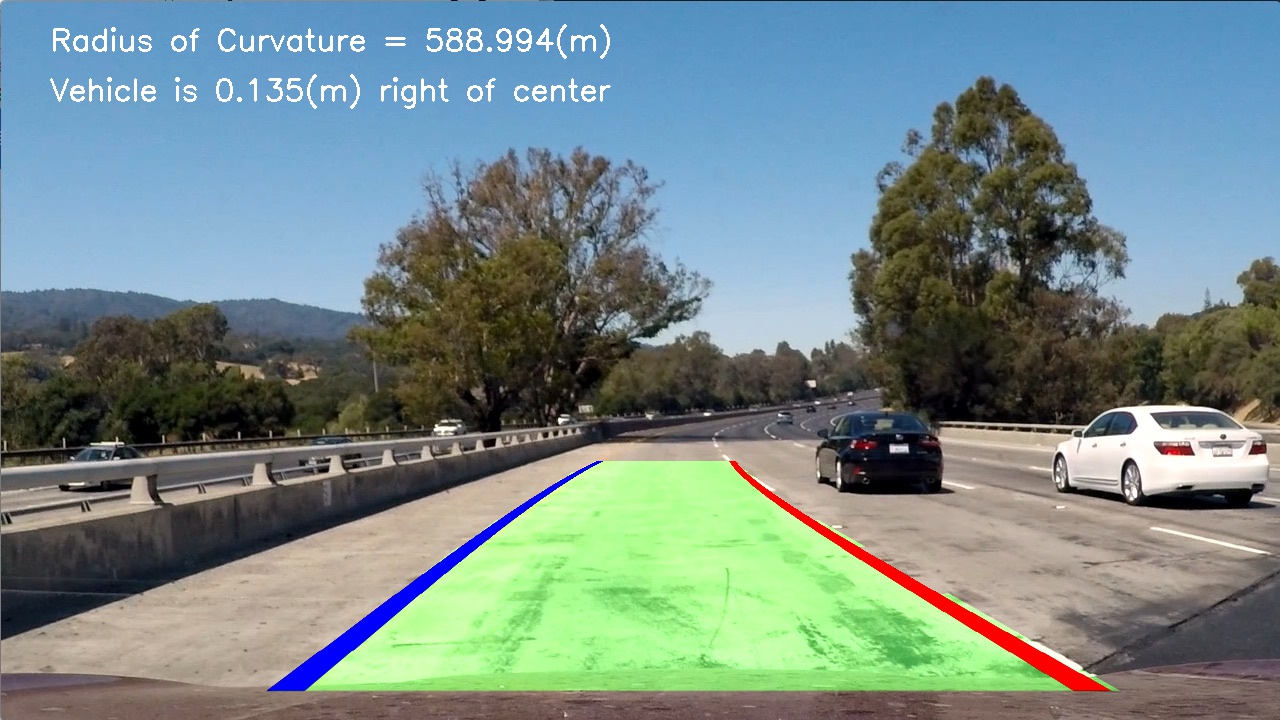 Radius of Curvature = 588.994(m)
Vehicle is 0.135(m) right of center